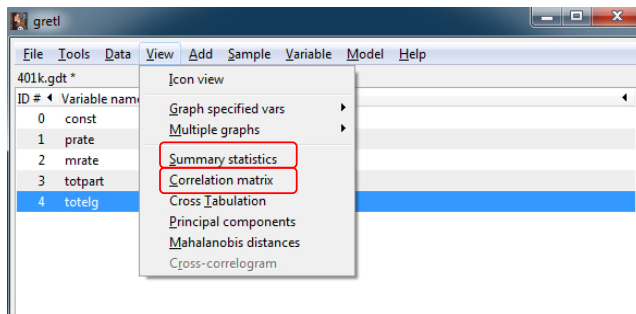 gretl
File Tools Data View Add Sample Variable Model Help
401k.gdt *
ID # Variable name
0 const
1 prate
2 mrate
3 totpart
4 totelg
Icon view
Graph specified vars
Multiple graphs
Summary statistics
Correlation matrix
Cross Tabulation
Principal components
Mahalanobis distances
Cross-correlogram